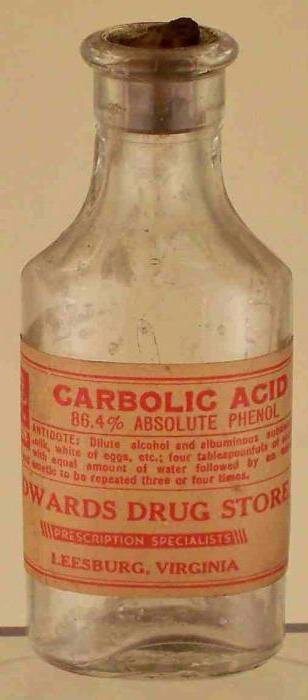 CARBOLIC ACID
86.4% ABSOLUTE PHENOL
ANTIDOTE: Dilute alcohol and albuminous
milk, white of eggs, etc.; four tablespoonfuls of
with equal amount of water followed by an
emetic to be repeated three or four times.
DWARDS DRUG STORE
PRESCRIPTION SPECIALISTS
LEESBURG, VIRGINIA